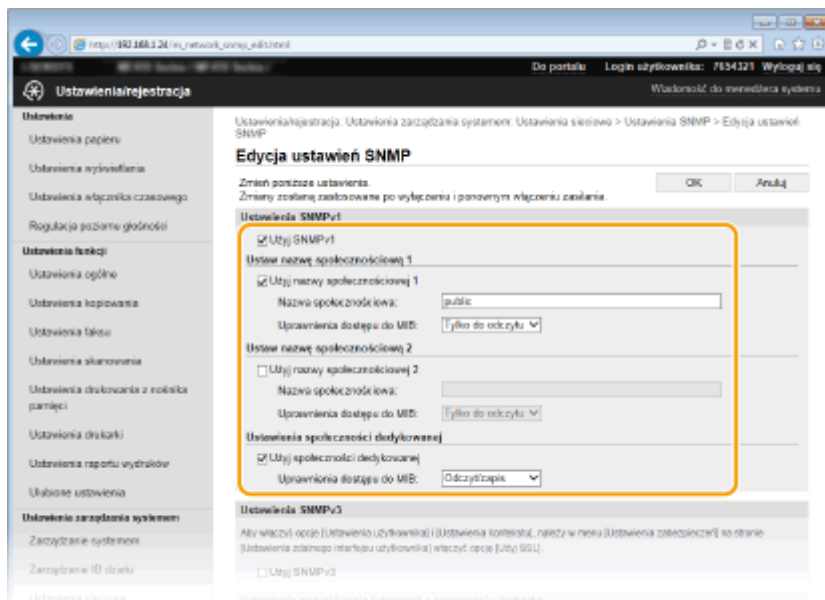 http://192.168.1.24/m_network_snmp_edit.html
Do portalu Login użytkownika: 7654321 Wyloguj się
Ustawienia/rejestracja
Wiadomość do menedżera systemu
Ustawienia
Ustawienia papieru
Ustawienia wyświetlania
Ustawienia włącznika czasowego
Regulacja poziomu głośności
Ustawienia funkcji
Ustawienia ogólne
Ustawienia kopiowania
Ustawienia faksu
Ustawienia skanowania
Ustawienia drukowania z nośnika
pamięci
Ustawienia drukarki
Ustawienia raportu wydruków
Ulubione ustawienia
Ustawienia zarządzania systemem
Zarządzanie systemem
Zarządzanie ID działu
Ustawienia sieciowe
Ustawienia/rejestracja: Ustawienia zarządzania systemem: Ustawienia sieciowe > Ustawienia SNMP > Edycja ustawień
SNMP
Edycja ustawień SNMP
Zmień poniższe ustawienia.
Zmiany zostaną zastosowane po wyłączeniu i ponownym włączeniu zasilania.
OK Anuluj
Ustawienia SNMPv1
Użyj SNMPv1
Ustaw nazwę społecznościową 1
Użyj nazwy społecznościowej 1
Nazwa społecznościowa: public
Uprawnienia dostępu do MIB: Tylko do odczytu
Ustaw nazwę społecznościową 2
Użyj nazwy społecznościowej 2
Nazwa społecznościowa:
Uprawnienia dostępu do MIB: Tylko do odczytu
Ustawienia społeczności dedykowanej
Użyj społeczności dedykowanej
Uprawnienia dostępu do MIB: Odczyt/zapis
Ustawienia SNMPv3
Aby włączyć opcje [Ustawienia użytkownika] i [Ustawienia kontekstu], należy w menu [Ustawienia zabezpieczeń] na stronie
[Ustawienia zdalnego interfejsu użytkownika] włączyć opcję [Użyj SSL].
Użyj SNMPv3